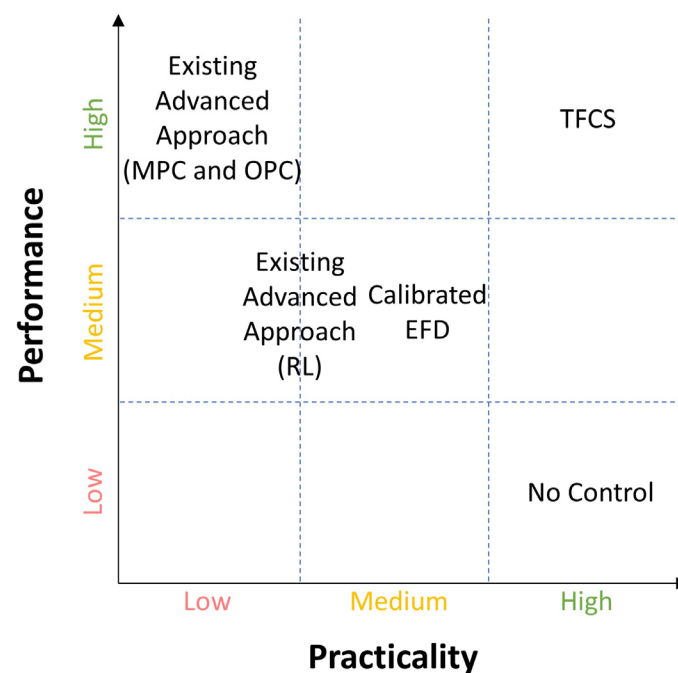 Performance
High
Medium
Low
Existing
Advanced
Approach
(MPC and OPC)
TFCS
Existing
Advanced
Approach
(RL)
Calibrated
EFD
No Control
Low
Medium
High
Practicality